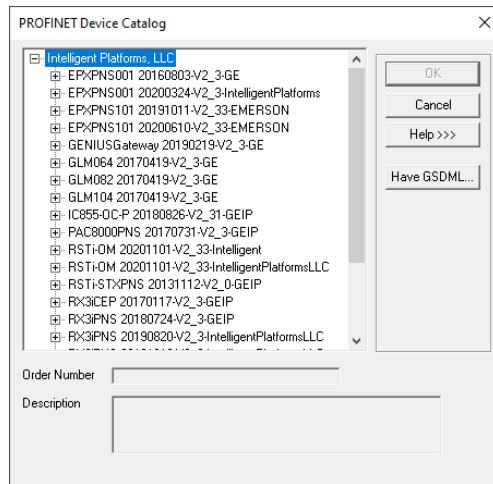 PROFINET Device Catalog
Intelligent Platforms, LLC
EPXPNS001 20160803-V2_3-GE
EPXPNS001 20200324-V2_3-IntelligentPlatforms
EPXPNS101 20191011-V2_33-EMERSON
EPXPNS101 20200610-V2_33-EMERSON
GENIUSGateway 20190219-V2_3-GE
GLM064 20170419-V2_3-GE
GLM082 20170419-V2_3-GE
GLM104 20170419-V2_3-GE
IC855-OC-P 20180826-V2_31-GEIP
PAC8000PNS 20170731-V2_3-GEIP
RSTi-OM 20201101-V2_33-Intelligent
RSTi-OM 20201101-V2_33-IntelligentPlatformsLLC
RSTi-STXPNS 20131112-V2_0-GEIP
RX3iCEP 20170117-V2_3-GEIP
RX3iPNS 20180724-V2_3-GEIP
RX3iPNS 20190820-V2_3-IntelligentPlatformsLLC
OK
Cancel
Help >>>
Have GSDML...
Order Number
Description